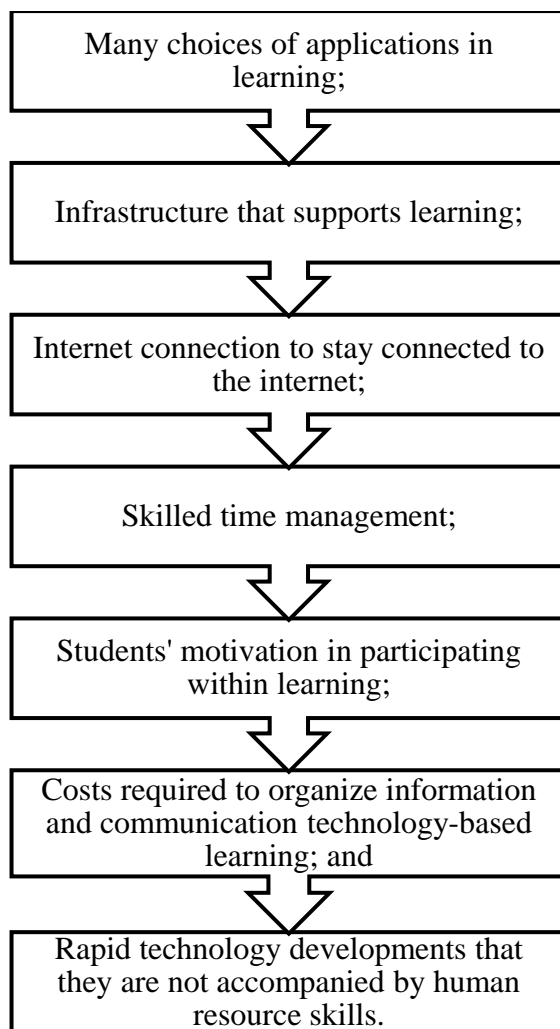 Many choices of applications in
learning;
Infrastructure that supports learning;
Internet connection to stay connected to
the internet;
Skilled time management;
Students' motivation in participating
within learning;
Costs required to organize information
and communication technology-based
learning; and
Rapid technology developments that
they are not accompanied by human
resource skills.